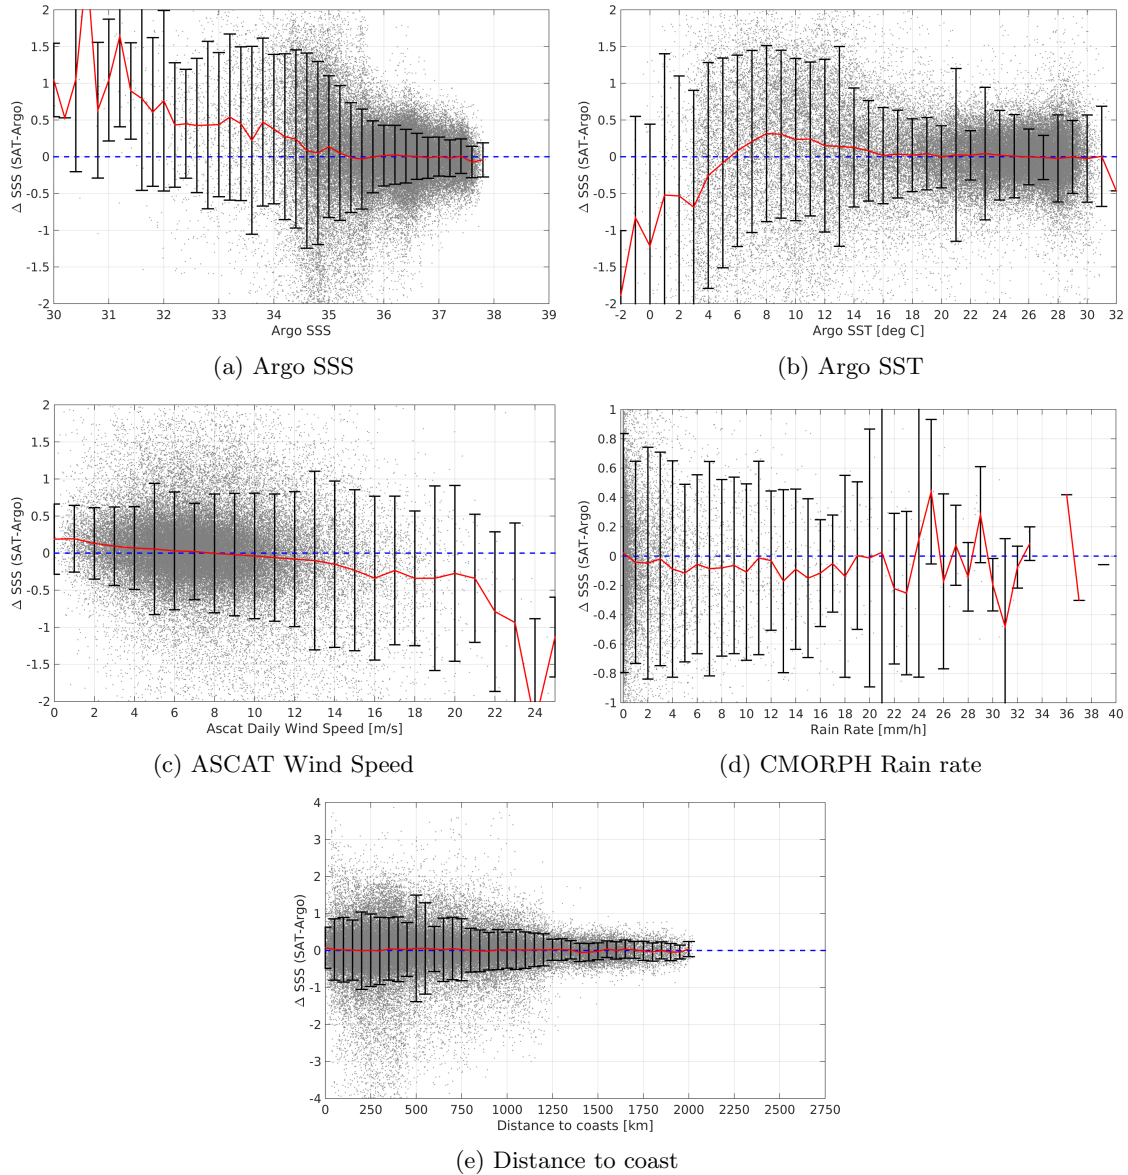 2
1.5
1
0.5
0
-0.5
-1
-1.5
-2
Δ SSS (SAT-Argo)
30 31 32 33 34 35 36 37 38 39
Argo SSS
(a) Argo SSS
2
1.5
1
0.5
0
-0.5
-1
-1.5
-2
Δ SSS (SAT-Argo)
-2 0 2 4 6 8 10 12 14 16 18 20 22 24 26 28 30 32
Argo SST [deg C]
(b) Argo SST
2
1.5
1
0.5
0
-0.5
-1
-1.5
-2
Δ SSS (SAT-Argo)
0 2 4 6 8 10 12 14 16 18 20 22 24
Ascat Daily Wind Speed [m/s]
(c) ASCAT Wind Speed
1
0.8
0.6
0.4
0.2
0
-0.2
-0.4
-0.6
-0.8
-1
Δ SSS (SAT-Argo)
0 2 4 6 8 10 12 14 16 18 20 22 24 26 28 30 32 34 36 38 40
Rain Rate [mm/h]
(d) CMORPH Rain rate
4
3
2
1
0
-1
-2
-3
-4
Δ SSS (SAT-Argo)
0 250 500 750 1000 1250 1500 1750 2000 2250 2500 2750
Distance to coasts [km]
(e) Distance to coast